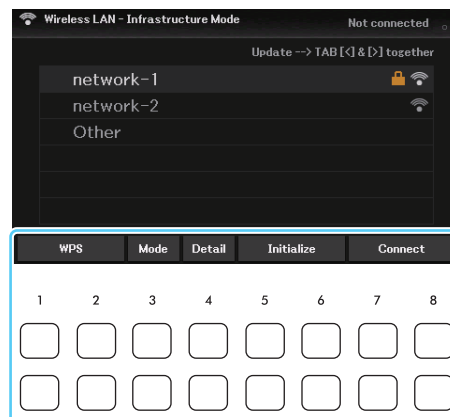 Wireless LAN - Infrastructure Mode Not connected
Update --> TAB [<] & [>] together
network-1
network-2
Other
WPS Mode Detail Initialize Connect
1 2 3 4 5 6 7 8